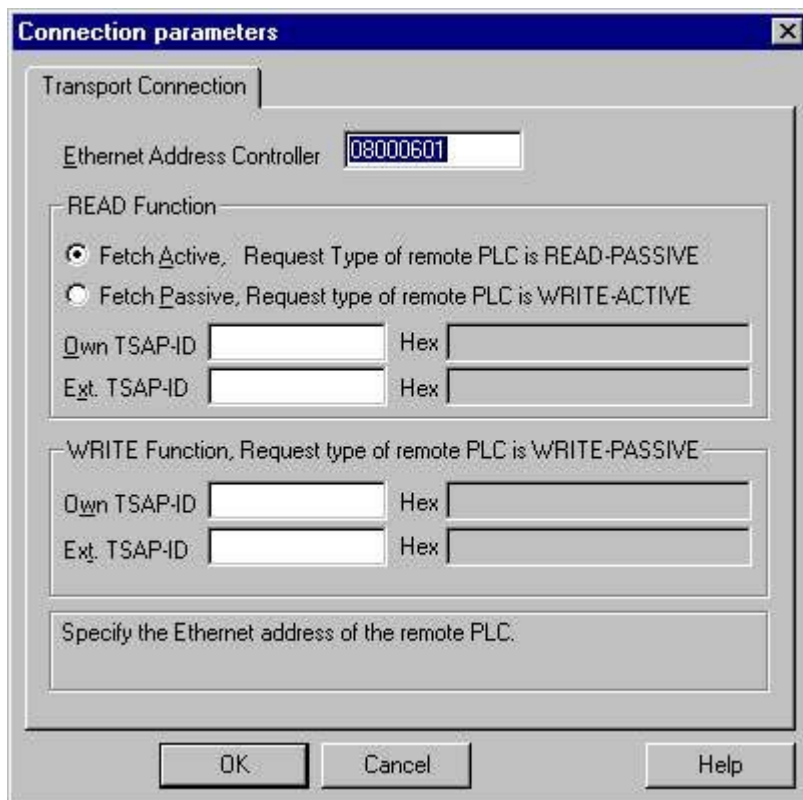 Connection parameters
Transport Connection
Ethernet Address Controller 08000601
READ Function
Fetch Active, Request Type of remote PLC is READ-PASSIVE
Fetch Passive, Request type of remote PLC is WRITE-ACTIVE
Own TSAP-ID Hex
Ext. TSAP-ID Hex
WRITE Function, Request type of remote PLC is WRITE-PASSIVE
Own TSAP-ID Hex
Ext. TSAP-ID Hex
Specify the Ethernet address of the remote PLC.
OK Cancel Help